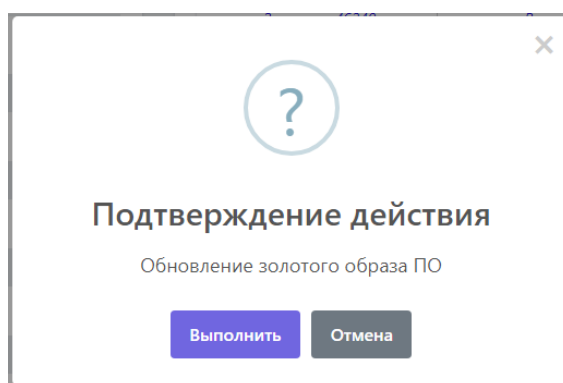 ?
Подтверждение действия
Обновление золотого образа ПО
Выполнить Отмена